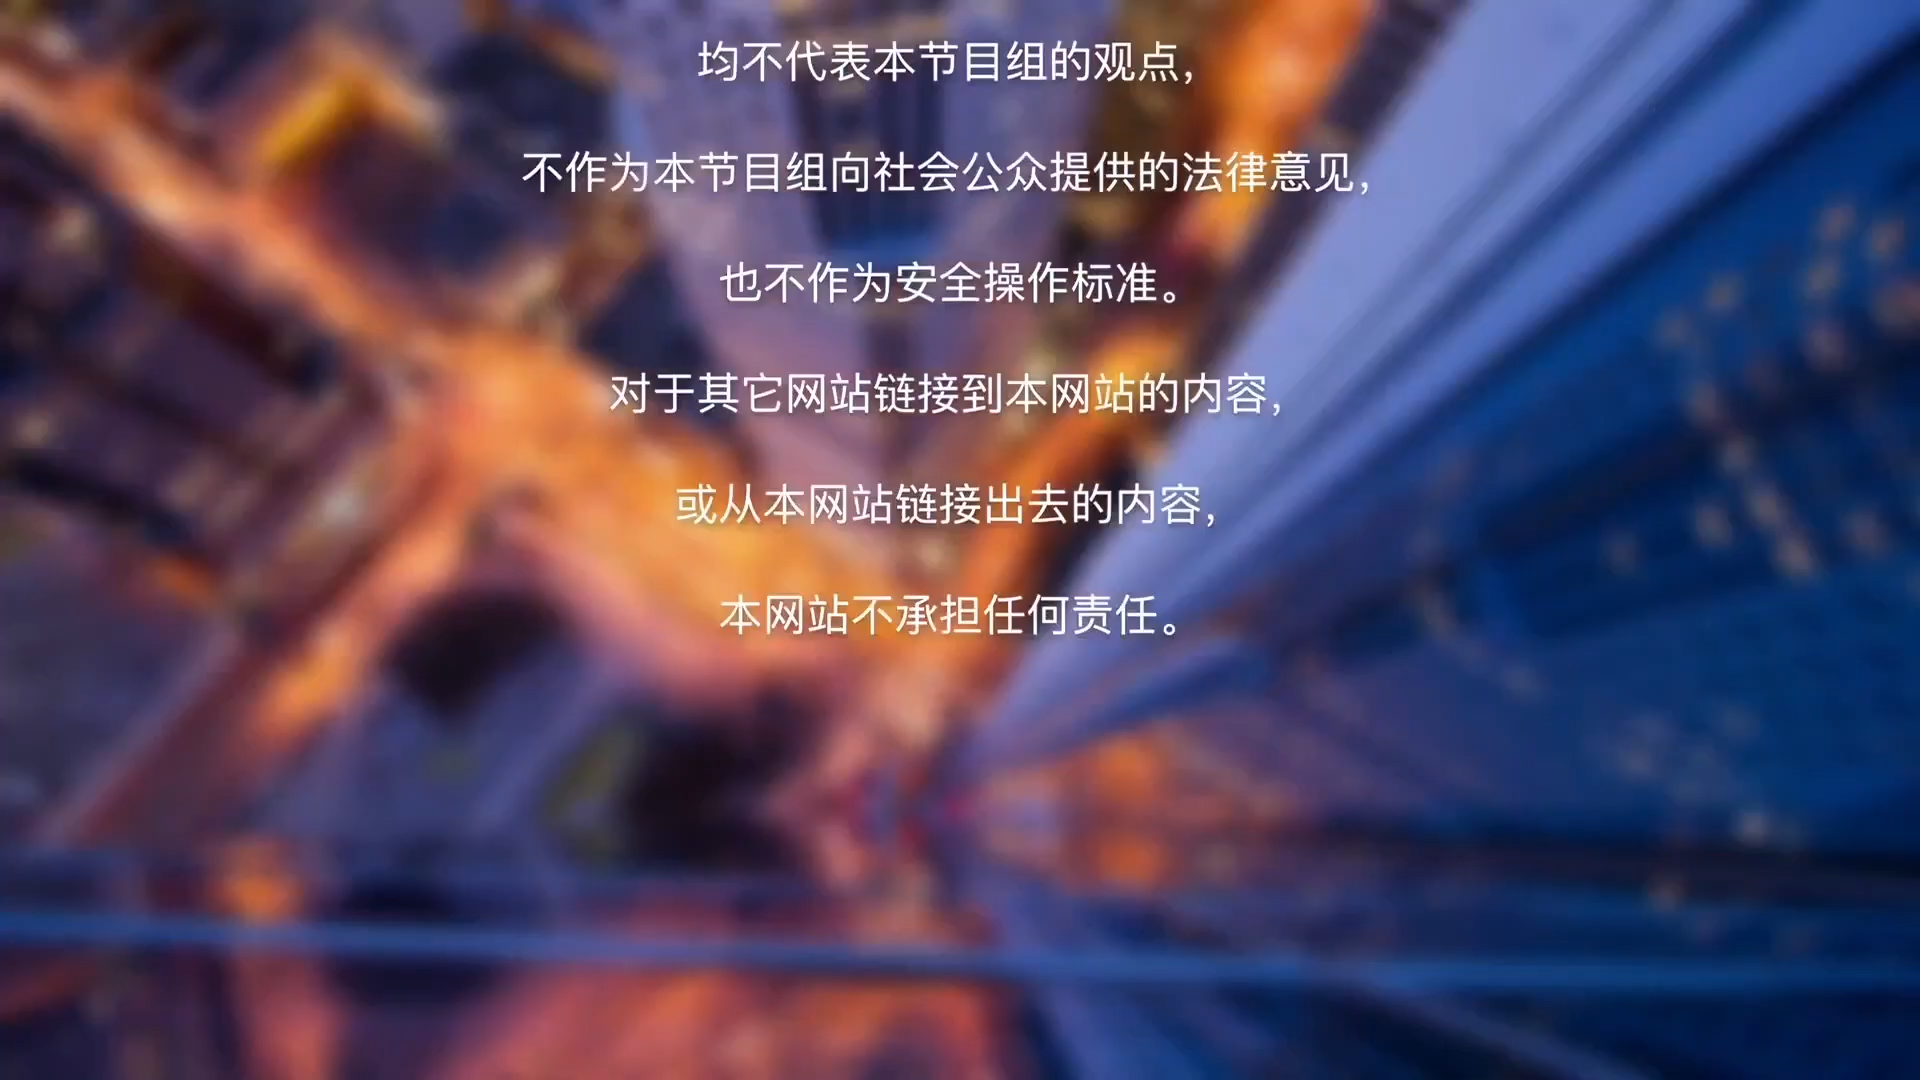 均不代表本节目组的观点，
不作为本节目组向社会公众提供的法律意见，
也不作为安全操作标准。
对于其它网站链接到本网站的内容，
或从本网站链接出去的内容，
本网站不承担任何责任。